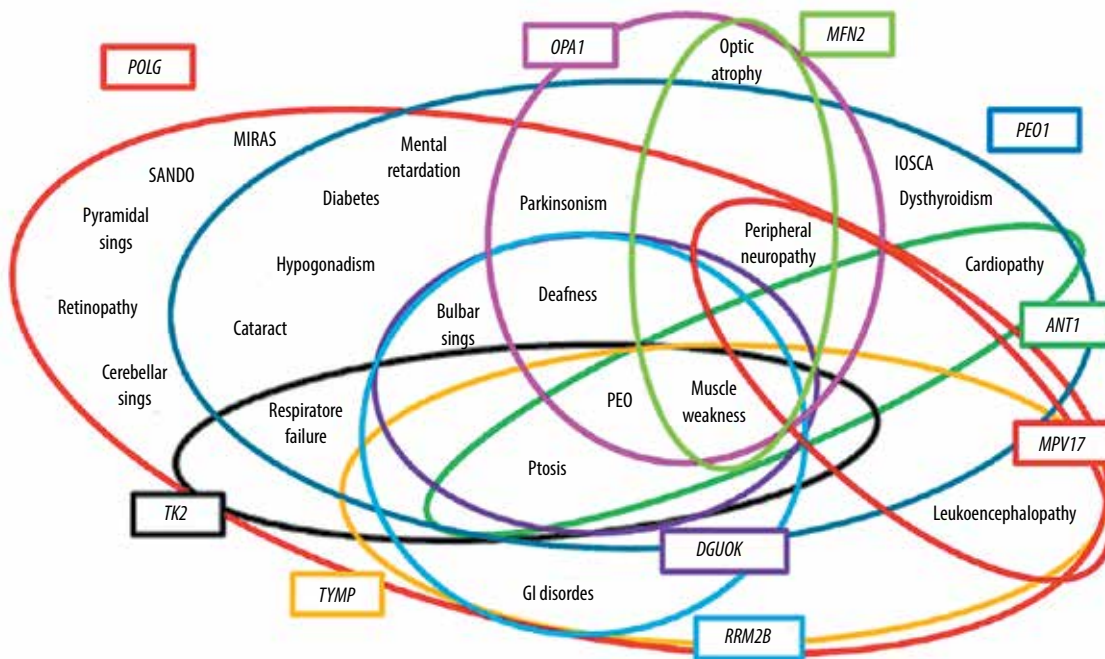 OPA1
MFN2
POLG
Optic
atrophy
PEO1
MIRAS
Mental
retardation
IOSCA
SANDO
Diabetes
Parkinsonism
Dysthyroidism
Pyramidal
sings
Peripheral
neuropathy
Hypogonadism
Cardiopathy
Retinopathy
Deafness
Bulbar
sings
Cataract
ANT1
Cerebellar
sings
Respiratore
failure
PEO
Muscle
weakness
MPV17
Ptosis
TK2
Leukoencephalopathy
DGUOK
TYMP
GI disordes
RRM2B